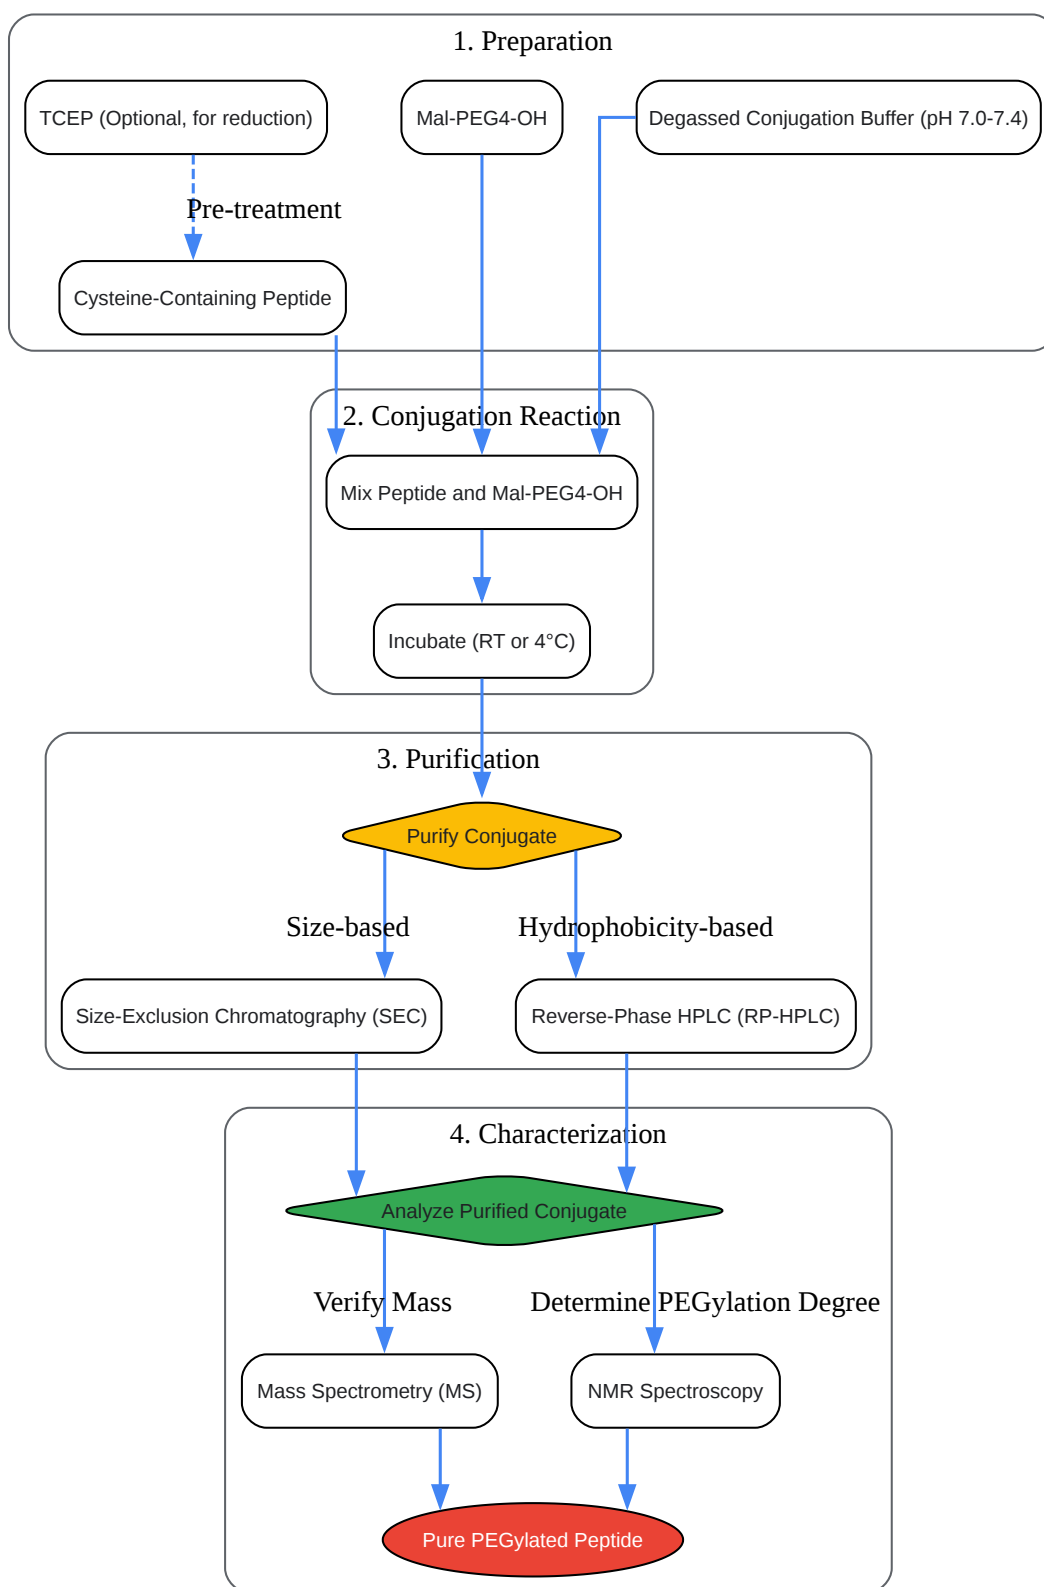 1. Preparation
TCEP (Optional, for reduction)
Mal-PEG4-OH
Degassed Conjugation Buffer (pH 7.0-7.4)
Pre-treatment
Cysteine-Containing Peptide
2. Conjugation Reaction
Mix Peptide and Mal-PEG4-OH
Incubate (RT or 4°C)
3. Purification
Purify Conjugate
Size-based
Hydrophobicity-based
Size-Exclusion Chromatography (SEC)
Reverse-Phase HPLC (RP-HPLC)
4. Characterization
Analyze Purified Conjugate
Verify Mass
Determine PEGylation Degree
Mass Spectrometry (MS)
NMR Spectroscopy
Pure PEGylated Peptide